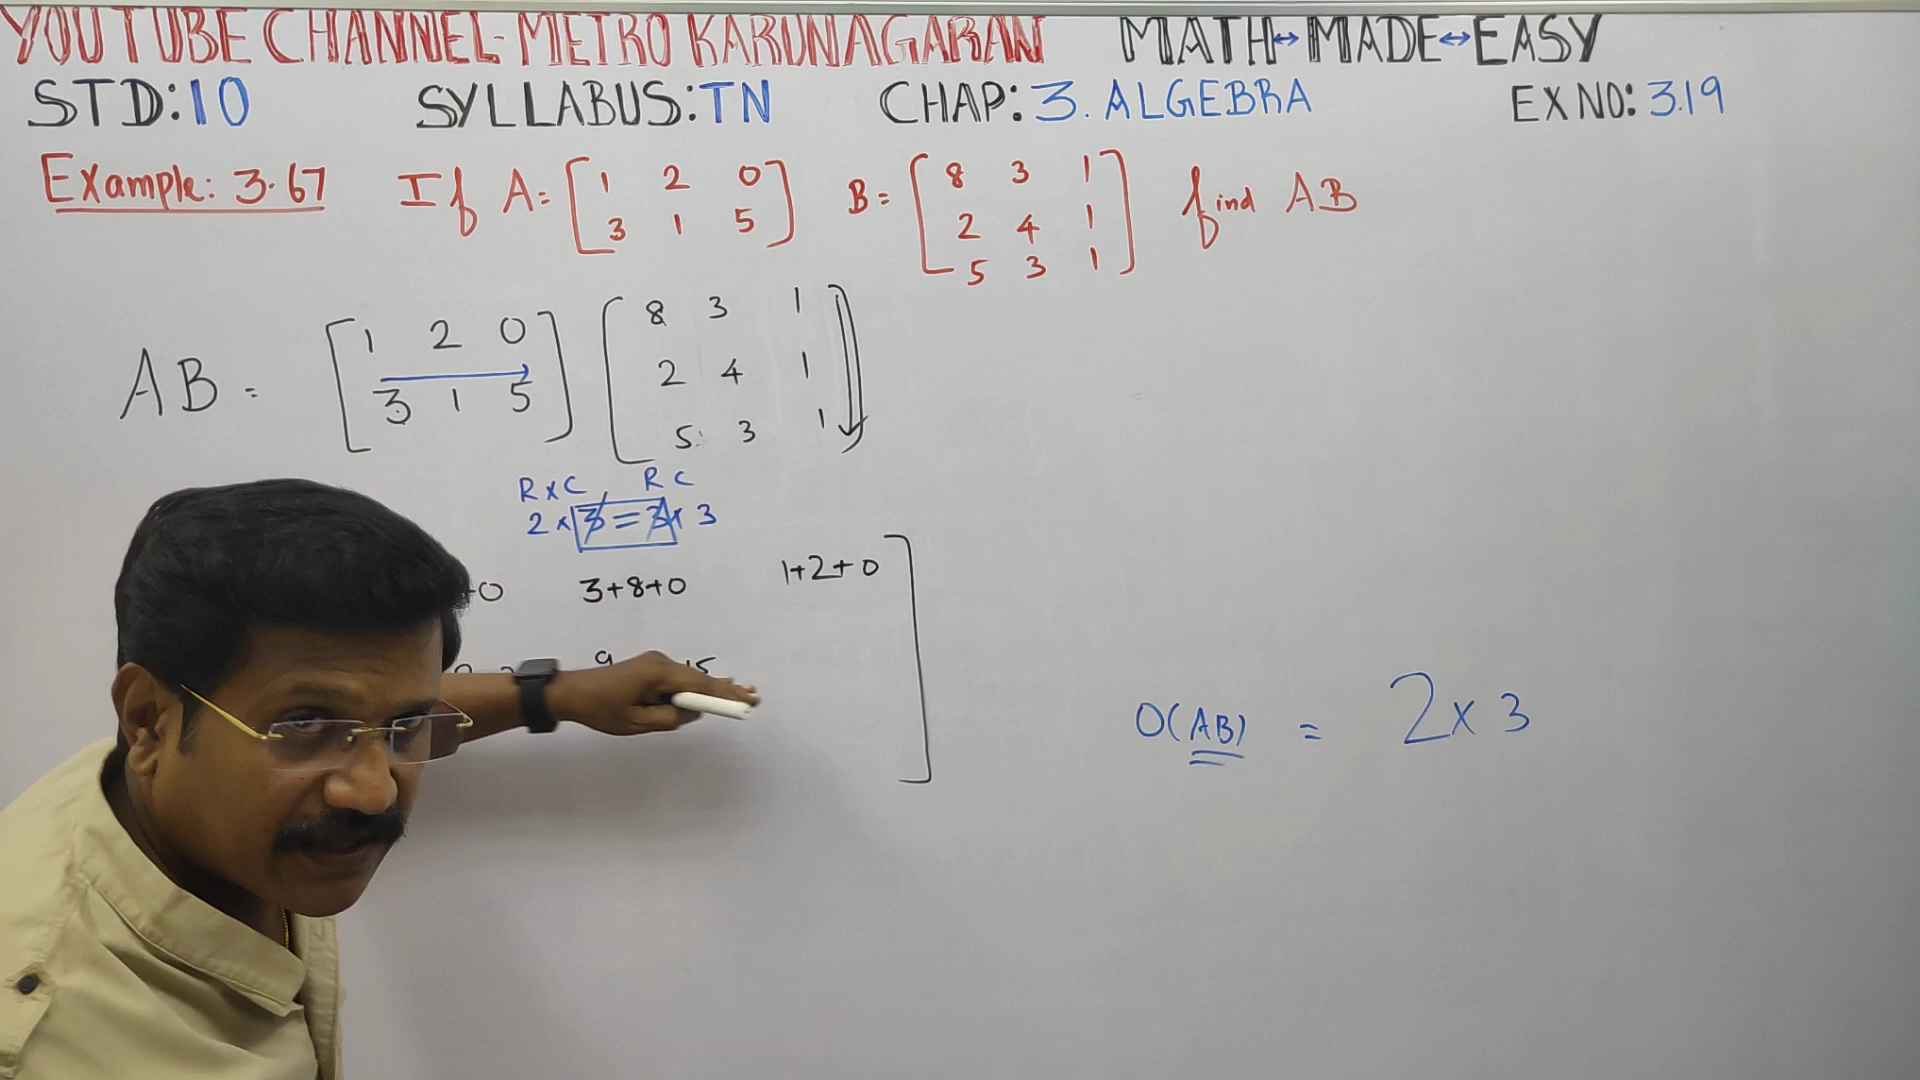 YOUTUBE CHANNEL-METRO KARUNAGARAN MATH↔MADE↔EASY
STD:10 SYLLABUS:TN CHAP: 3. ALGEBRA EX NO: 3.19
Example: 3.67 If A= [1 2 0 B= [8 3 1 find AB
3 1 5] 2 4 1
5 3 1]
AB = [1 2 0] [8 3 1
3 1 5 2 4 1
5 3 1]
R×C, R C
2×3=3×3
+0 3+8+0 1+2+0]
9 15
O(AB) = 2×3